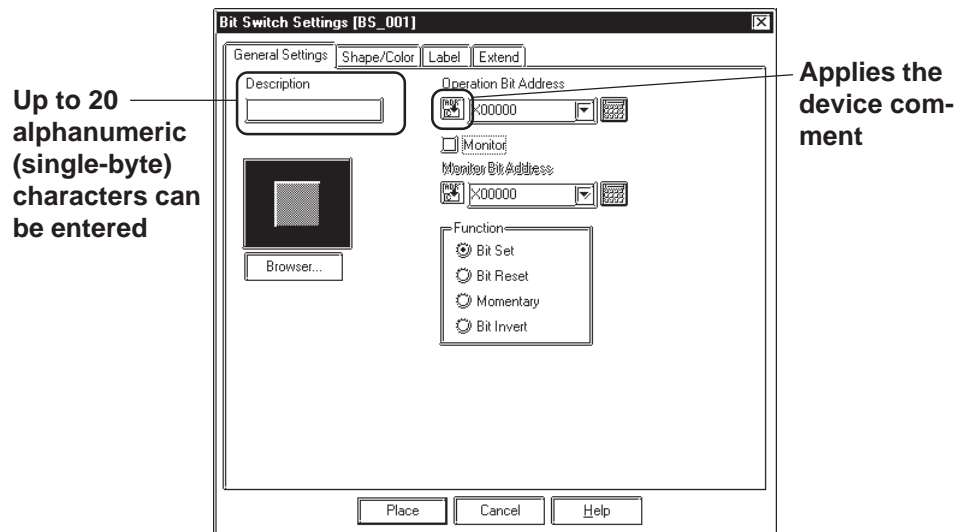 Bit Switch Settings [BS_001]
General Settings Shape/Color Label Extend
Description
Operation Bit Address
X00000
Monitor
Monitor Bit Address
X00000
Browser...
Function
Bit Set
Bit Reset
Momentary
Bit Invert
Place Cancel Help
Up to 20
alphanumeric
(single-byte)
characters can
be entered
Applies the
device com-
ment